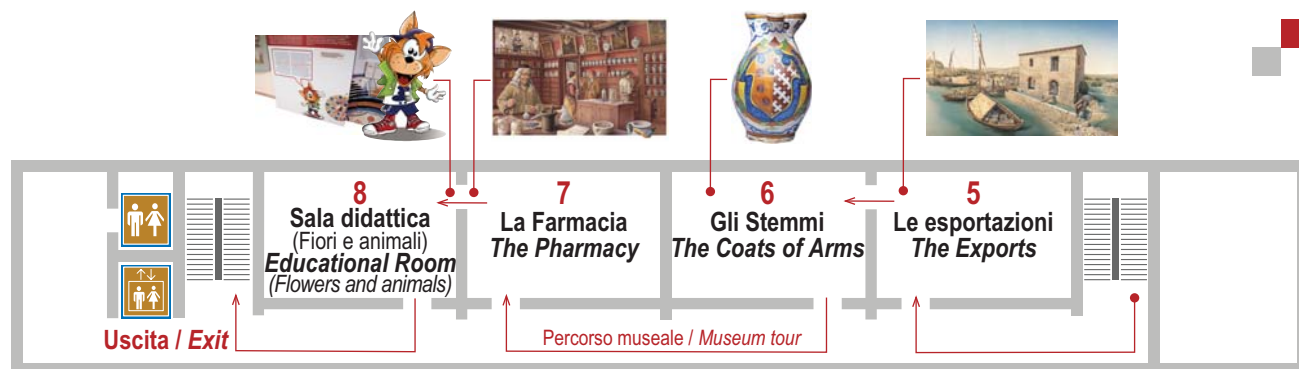 8
Sala didattica
(Fiori e animali)
Educational Room
(Flowers and animals)
7
La Farmacia
The Pharmacy
6
Gli Stemmi
The Coats of Arms
5
Le esportazioni
The Exports
Uscita / Exit
Percorso museale / Museum tour